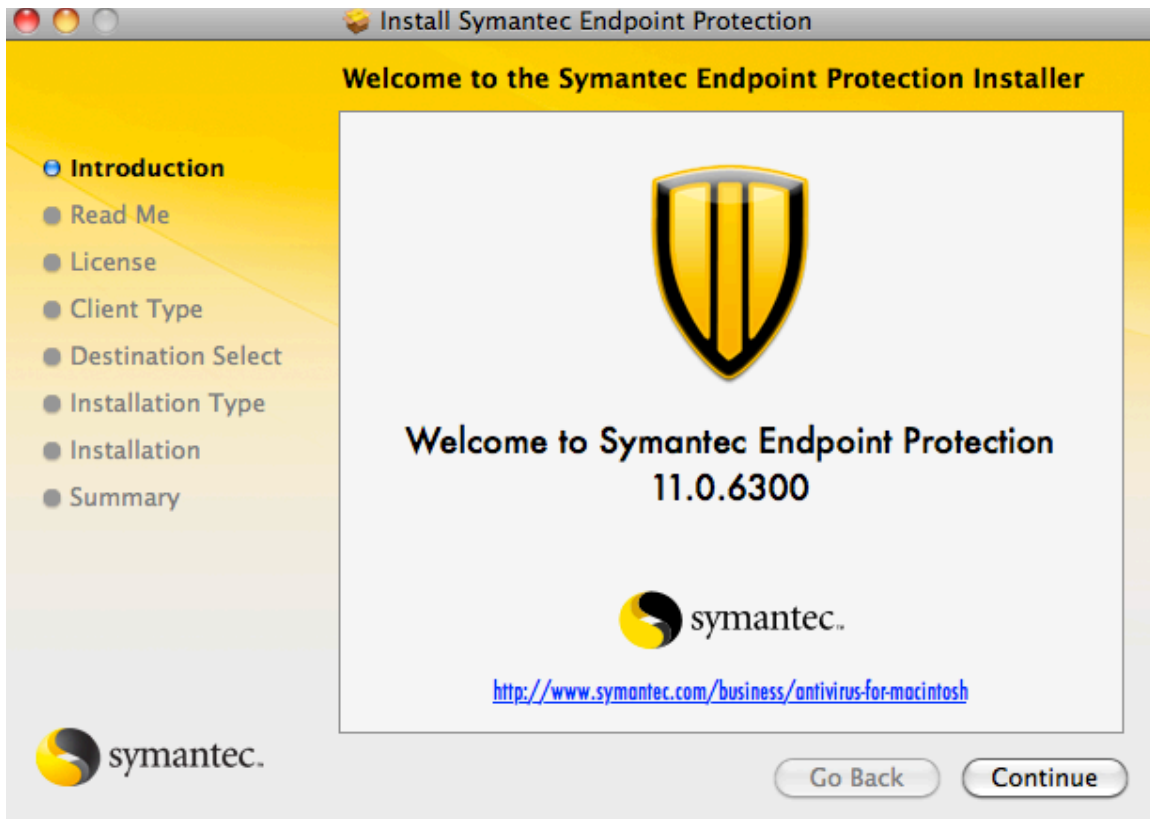 Install Symantec Endpoint Protection
Welcome to the Symantec Endpoint Protection Installer
Introduction
Read Me
License
Client Type
Destination Select
Installation Type
Installation
Summary
Welcome to Symantec Endpoint Protection
11.0.6300
symantec™
http://www.symantec.com/business/antivirus-for-macintosh
symantec™
Go Back
Continue